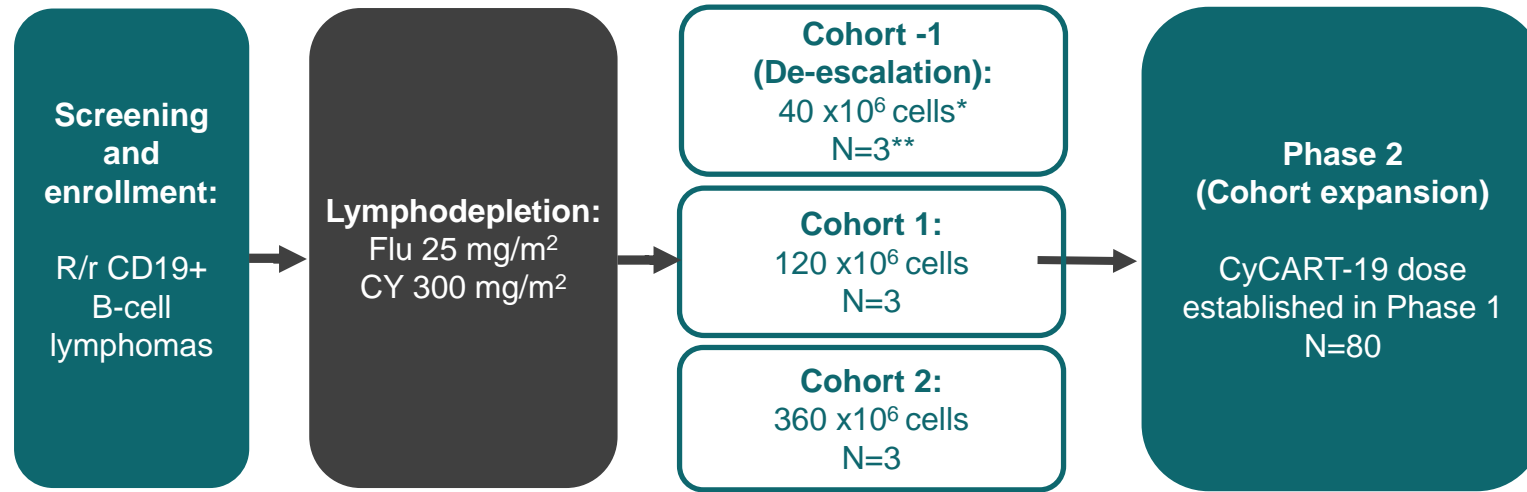 Screening
and
enrollment:
R/r CD19+
B-cell
lymphomas
Lymphodepletion:
Flu 25 mg/m²
CY 300 mg/m²
Cohort -1
(De-escalation):
40 x10⁶ cells*
N=3**
Cohort 1:
120 x10⁶ cells
N=3
Cohort 2:
360 x10⁶ cells
N=3
Phase 2
(Cohort expansion)
CyCART-19 dose
established in Phase 1
N=80